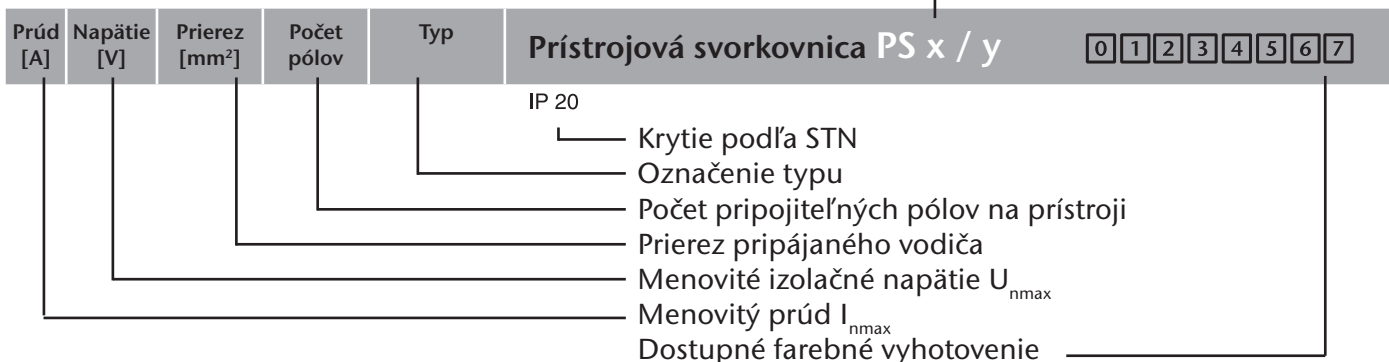 Prúd [A] Napätie [V] Prierez [mm²] Počet pólov Typ Prístrojová svorkovnica PS x / y 0 1 2 3 4 5 6 7
IP 20
Krytie podľa STN
Označenie typu
Počet pripojiteľných pólov na prístroji
Prierez pripájaného vodiča
Menovité izolačné napätie Unmax
Menovitý prúd Inmax
Dostupné farebné vyhotovenie